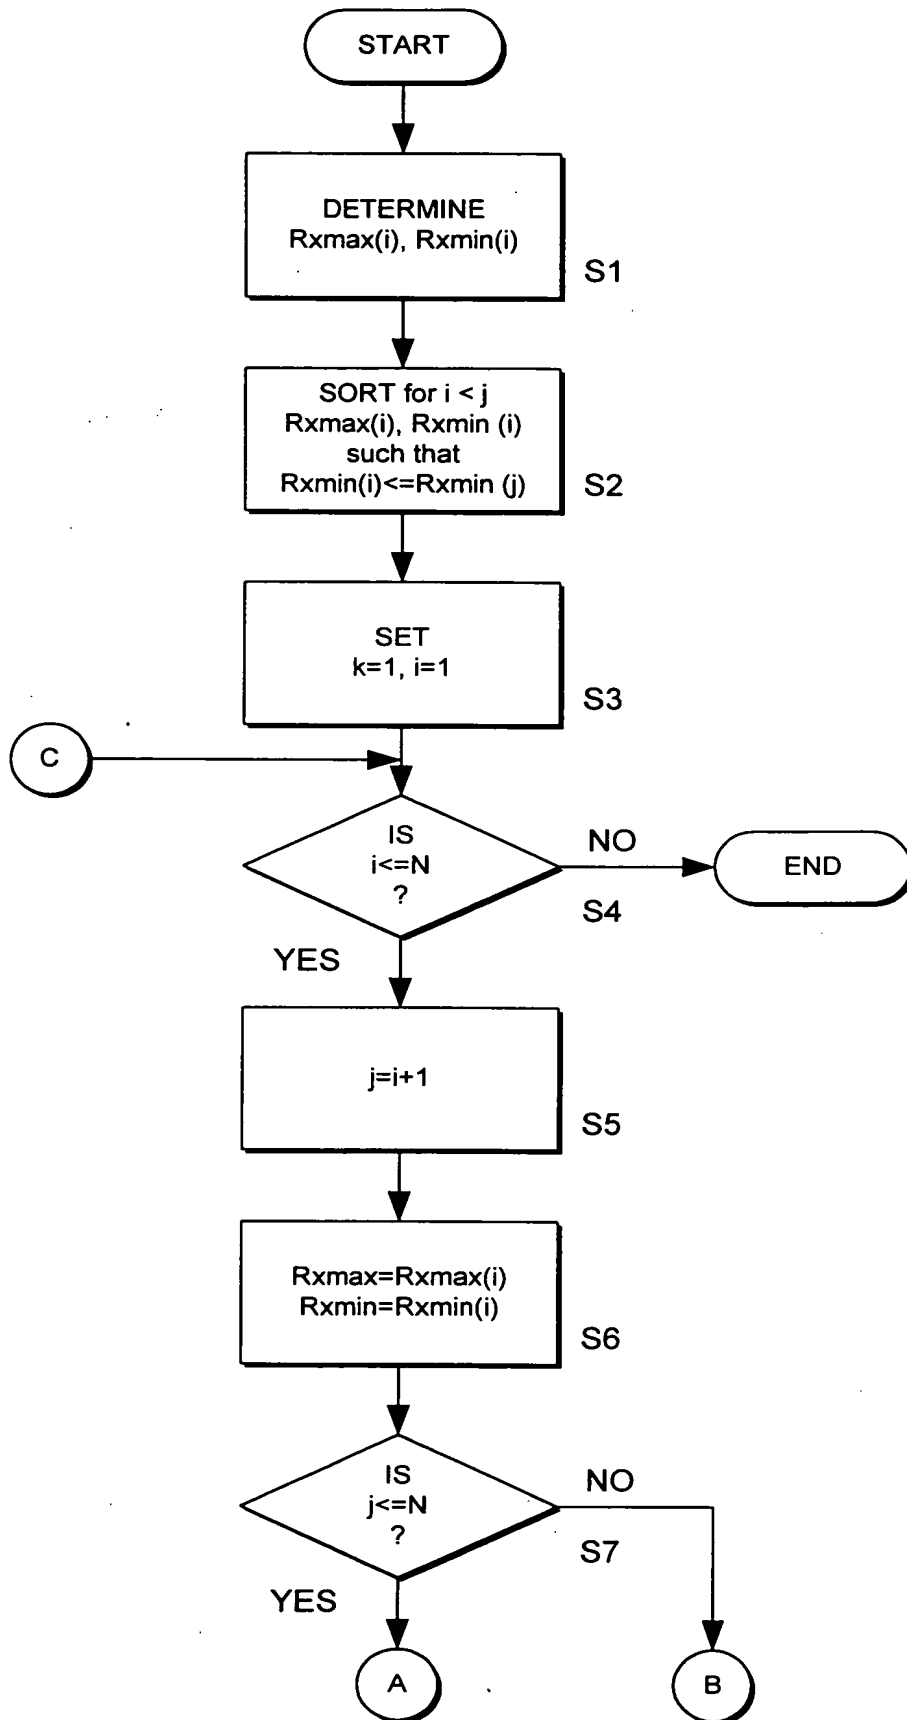 START
DETERMINE
Rxmax(i), Rxmin(i)
S1
SORT for i < j
Rxmax(i), Rxmin (i)
such that
Rxmin(i)<=Rxmin (j)
S2
SET
k=1, i=1
S3
C
IS
i<=N
?
NO
S4
END
YES
j=i+1
S5
Rxmax=Rxmax(i)
Rxmin=Rxmin(i)
S6
IS
j<=N
?
NO
S7
YES
A
B